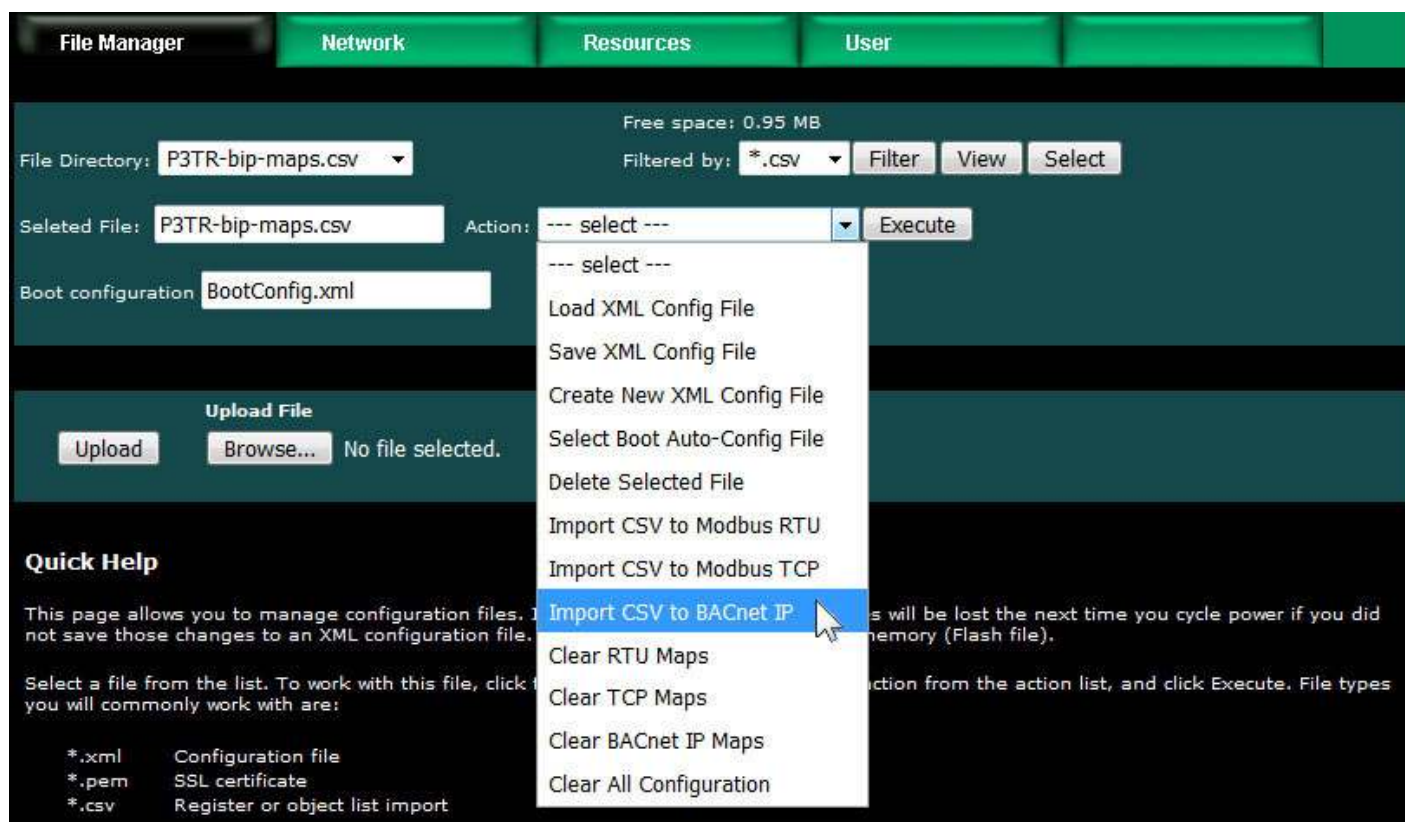 File Manager Network Resources User
Free space: 0.95 MB
File Directory: P3TR-bip-maps.csv Filtered by: *.csv Filter View Select
Seleted File: P3TR-bip-maps.csv Action: --- select --- Execute
--- select ---
Boot configuration BootConfig.xml
Load XML Config File
Save XML Config File
Create New XML Config File
Select Boot Auto-Config File
Delete Selected File
Import CSV to Modbus RTU
Import CSV to Modbus TCP
Import CSV to BACnet IP
Clear RTU Maps
Clear TCP Maps
Clear BACnet IP Maps
Clear All Configuration
Upload File
Upload Browse... No file selected.
Quick Help
This page allows you to manage configuration files. s will be lost the next time you cycle power if you did
not save those changes to an XML configuration file. memory (Flash file).
Select a file from the list. To work with this file, click action from the action list, and click Execute. File types
you will commonly work with are:
*.xml Configuration file
*.pem SSL certificate
*.csv Register or object list import